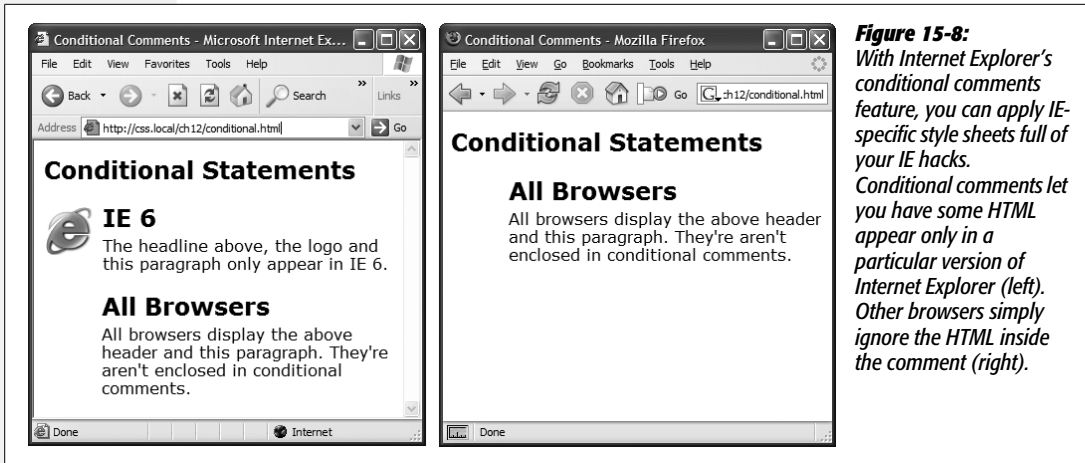 Conditional Comments - Microsoft Internet Ex...
File Edit View Favorites Tools Help
Back Search » Links »
Address http://css.local/ch12/conditional.html Go
Conditional Statements
IE 6
The headline above, the logo and
this paragraph only appear in IE 6.
All Browsers
All browsers display the above
header and this paragraph. They're
aren't enclosed in conditional
comments.
Done Internet
Conditional Comments - Mozilla Firefox
File Edit View Go Bookmarks Tools Help
Go G :h12/conditional.html
Conditional Statements
All Browsers
All browsers display the above header
and this paragraph. They're aren't
enclosed in conditional comments.
Done
Figure 15-8:
With Internet Explorer's
conditional comments
feature, you can apply IE-
specific style sheets full of
your IE hacks.
Conditional comments let
you have some HTML
appear only in a
particular version of
Internet Explorer (left).
Other browsers simply
ignore the HTML inside
the comment (right).